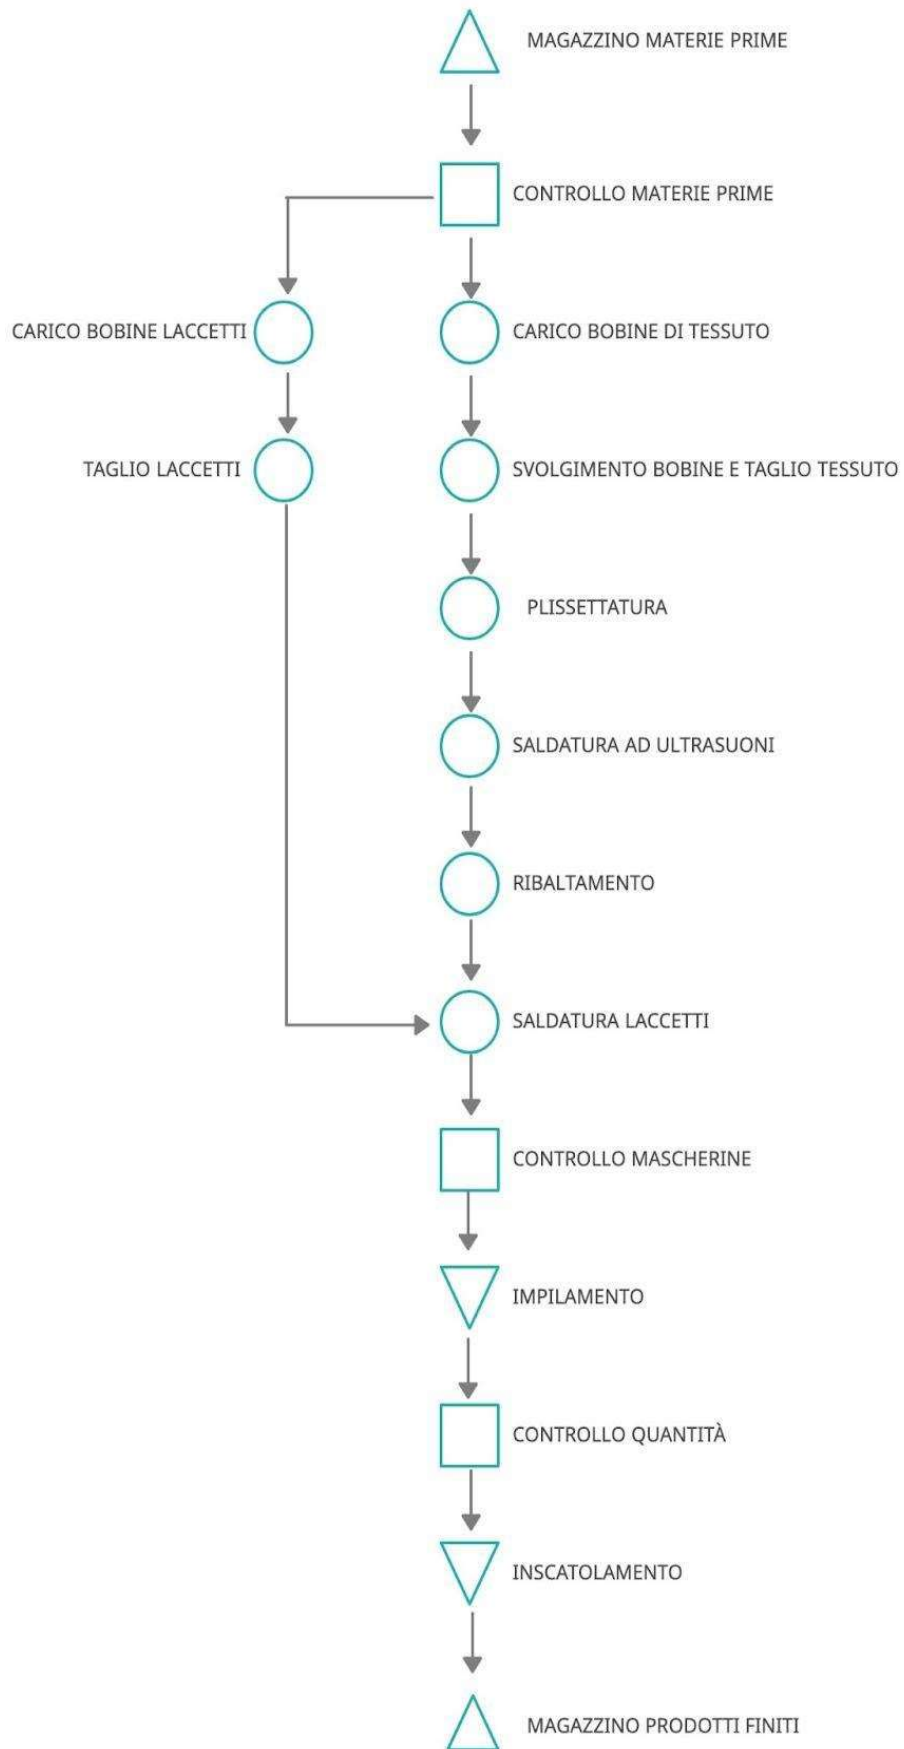 MAGAZZINO MATERIE PRIME
CONTROLLO MATERIE PRIME
CARICO BOBINE LACCETTI
CARICO BOBINE DI TESSUTO
TAGLIO LACCETTI
SVOLGIMENTO BOBINE E TAGLIO TESSUTO
PLISSETTATURA
SALDATURA AD ULTRASUONI
RIBALTAMENTO
SALDATURA LACCETTI
CONTROLLO MASCHERINE
IMPILAMENTO
CONTROLLO QUANTITÀ
INSCATOLAMENTO
MAGAZZINO PRODOTTI FINITI